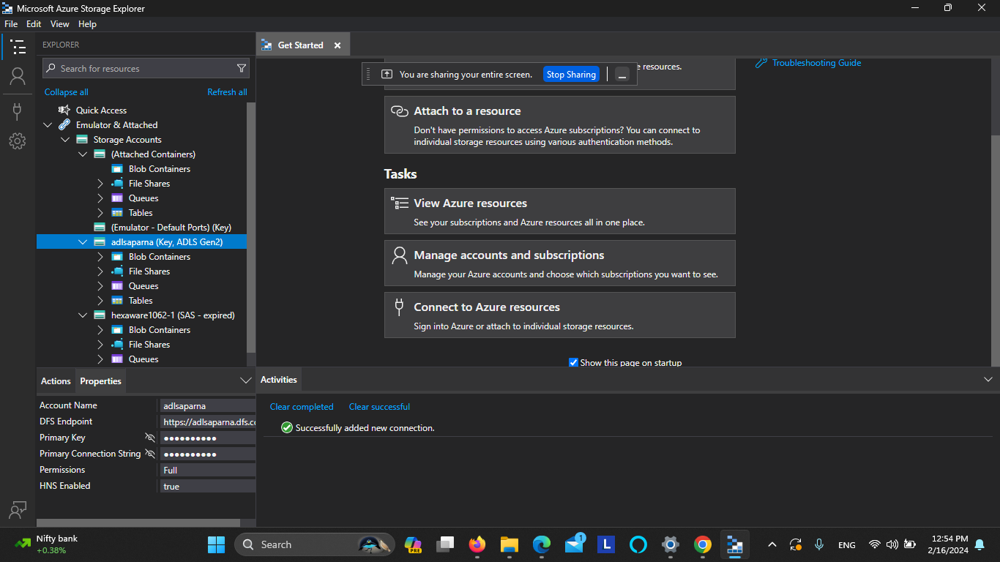 Microsoft Azure Storage Explorer
File Edit View Help
EXPLORER
Search for resources
Collapse all Refresh all
Quick Access
Emulator & Attached
Storage Accounts
(Attached Containers)
Blob Containers
File Shares
Queues
Tables
(Emulator - Default Ports) (Key)
adlsaparna (Key, ADLS Gen2)
Blob Containers
File Shares
Queues
Tables
hexaware1062-1 (SAS - expired)
Blob Containers
File Shares
Queues
Actions Properties
Account Name adlsaparna
DFS Endpoint https://adlsaparna.dfs.co
Primary Key ●●●●●●●●●●
Primary Connection String ●●●●●●●●●●
Permissions Full
HNS Enabled true
Get Started
You are sharing your entire screen. Stop Sharing
e resources.
Troubleshooting Guide
Attach to a resource
Don't have permissions to access Azure subscriptions? You can connect to
individual storage resources using various authentication methods.
Tasks
View Azure resources
See your subscriptions and Azure resources all in one place.
Manage accounts and subscriptions
Manage your Azure accounts and choose which subscriptions you want to see.
Connect to Azure resources
Sign into Azure or attach to individual storage resources.
Show this page on startup
Activities
Clear completed Clear successful
Successfully added new connection.
Nifty bank
+0.38%
Search
PRE
1
L
ENG
12:54 PM
2/16/2024